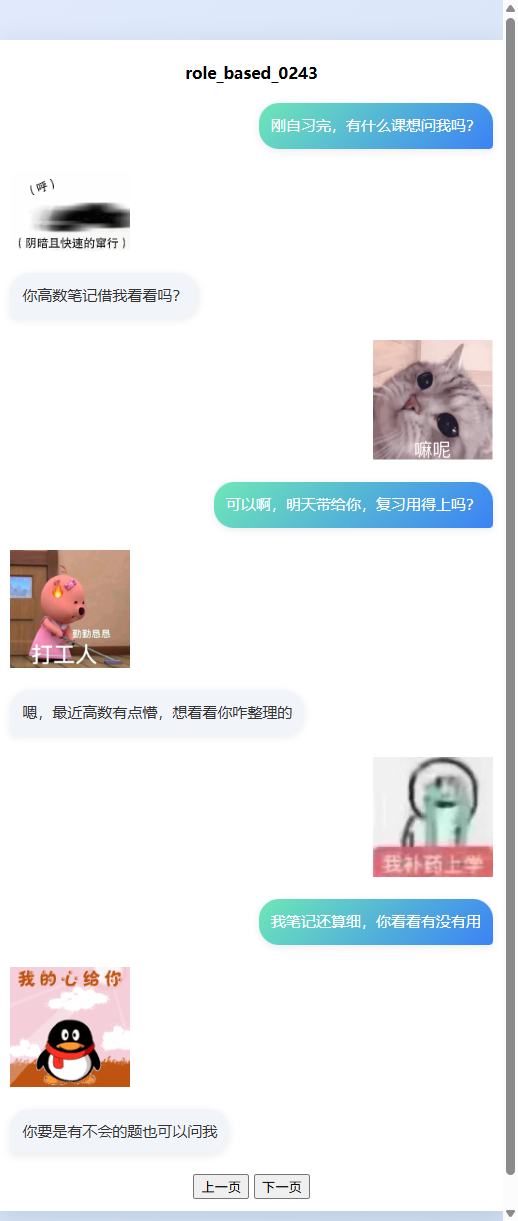 role_based_0243
刚自习完，有什么课想问我吗？
（呼）
（阴暗且快速的窜行）
你高数笔记借我看看吗？
嘛呢
可以啊，明天带给你，复习用得上吗？
勤勤恳恳
打工人
嗯，最近高数有点懵，想看看你咋整理的
我补药上学
我笔记还算细，你看看有没有用
我的心给你
你要是有不会的题也可以问我
上一页 下一页